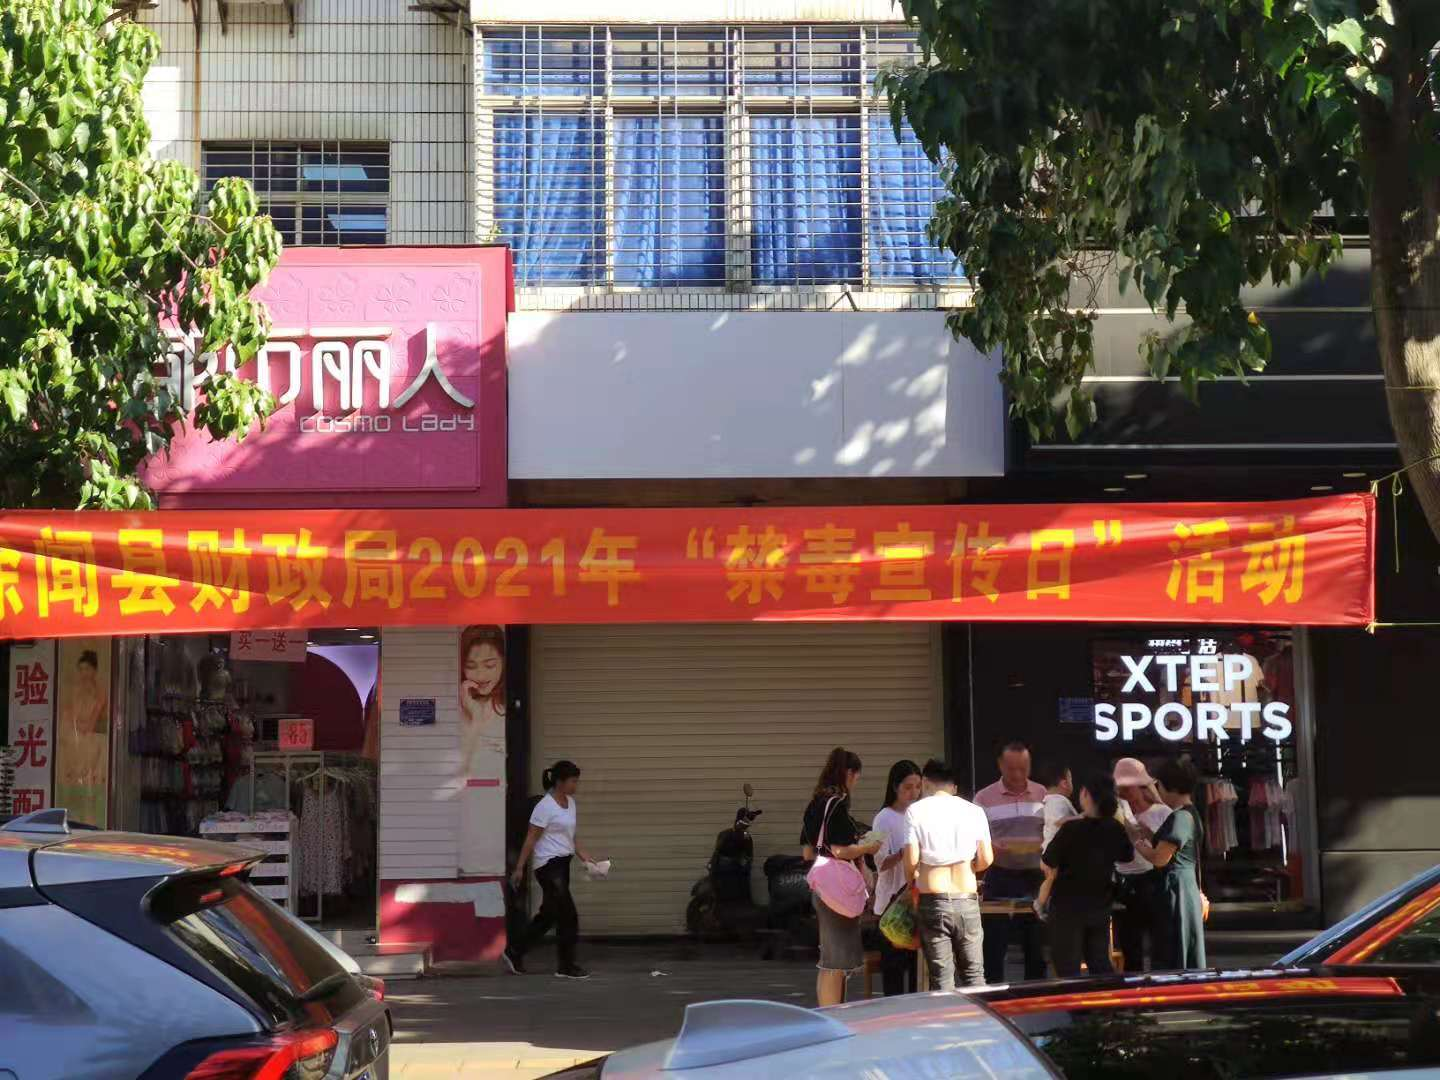 丽人
COSMO LADY
闻县财政局2021年“禁毒宣传日”活动
买一送一
验
光
配
85
XTEP
SPORTS